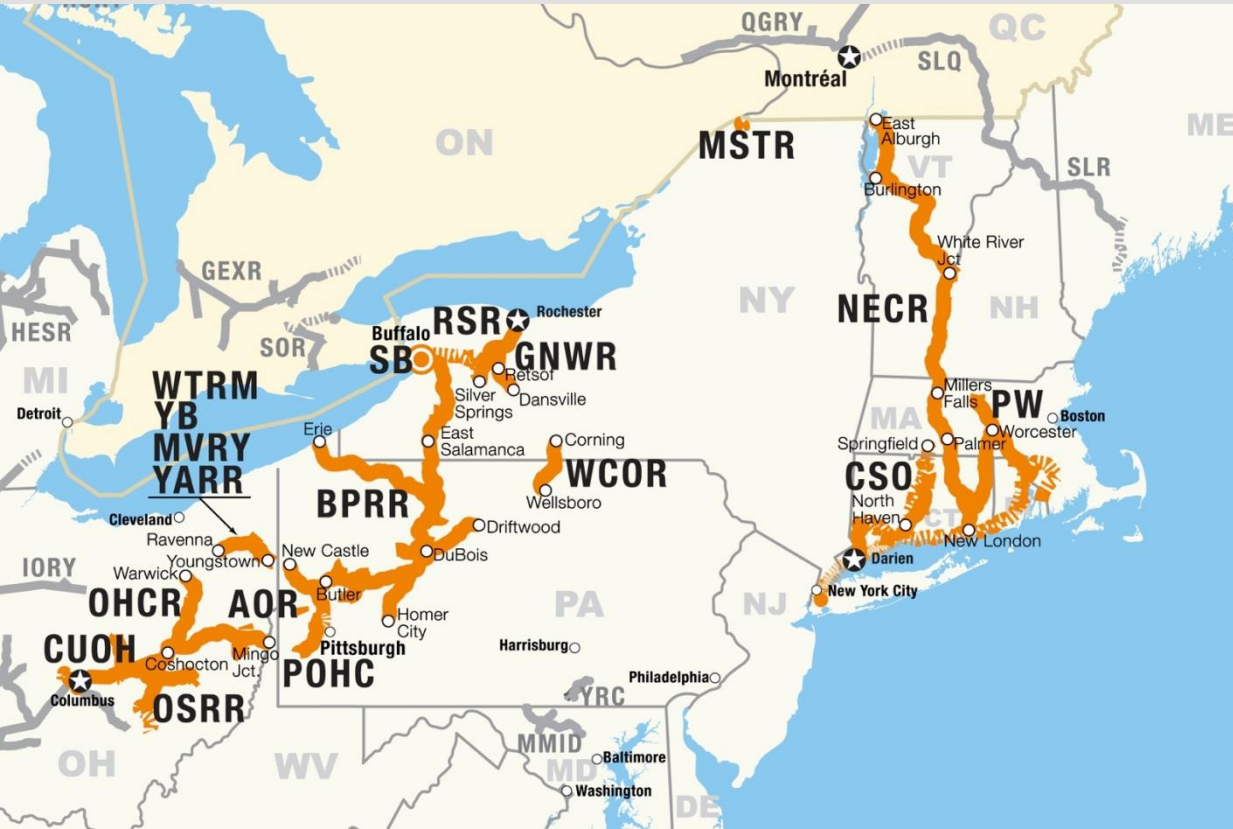 QGRY
QC
SLQ
Montréal
ON
MSTR
East
Alburgh
ME
VT
SLR
Burlington
White River
Jct
GEXR
NY
NECR
NH
HESR
RSR
Rochester
Buffalo
SB
SOR
GNWR
Retsof
MI
WTRM
YB
MVRY
YARR
Silver
Springs
Dansville
Millers
Falls
PW
MA
Boston
Detroit
Worcester
Erie
East
Salamanca
Corning
Springfield
Palmer
WCOR
CSO
BPRR
Wellsboro
North
Haven
CT
Cleveland
Driftwood
Ravenna
New London
Youngstown
New Castle
DuBois
Darien
IORY
Warwick
Butler
New York City
OHCR
AOR
PA
NJ
Homer
City
CUOH
Pittsburgh
Harrisburg
Coshocton
Mingo
Jct.
POHC
Philadelphia
Columbus
OSRR
YRC
MMID
OH
WV
Baltimore
MD
Washington
DE